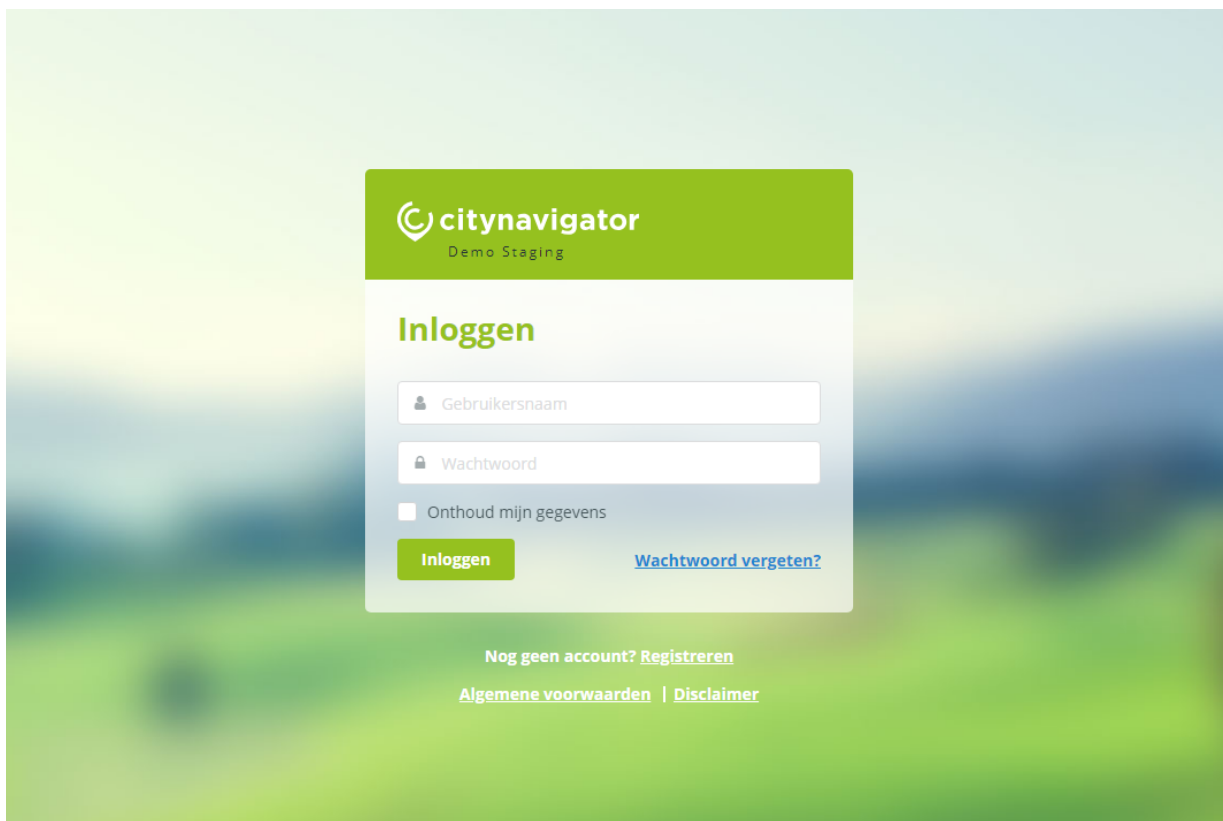 citynavigator
Demo Staging
Inloggen
Gebruikersnaam
Wachtwoord
Onthoud mijn gegevens
Inloggen Wachtwoord vergeten?
Nog geen account? Registreren
Algemene voorwaarden | Disclaimer